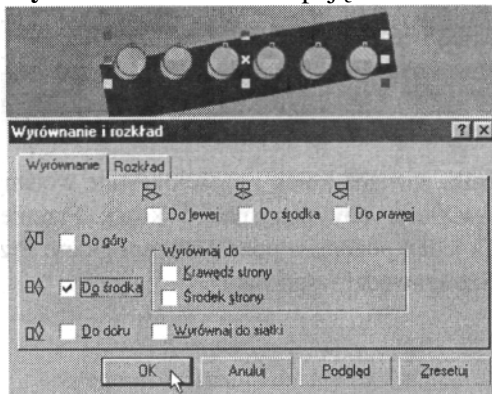 Wyrównanie i rozkład
Wyrównanie Rozkład
Do lewej Do środka Do prawej
Do góry
Wyrównaj do
Krawędź strony
Do środka
Środek strony
Do dołu Wyrównaj do siatki
OK Anuluj Podgląd Zresetuj